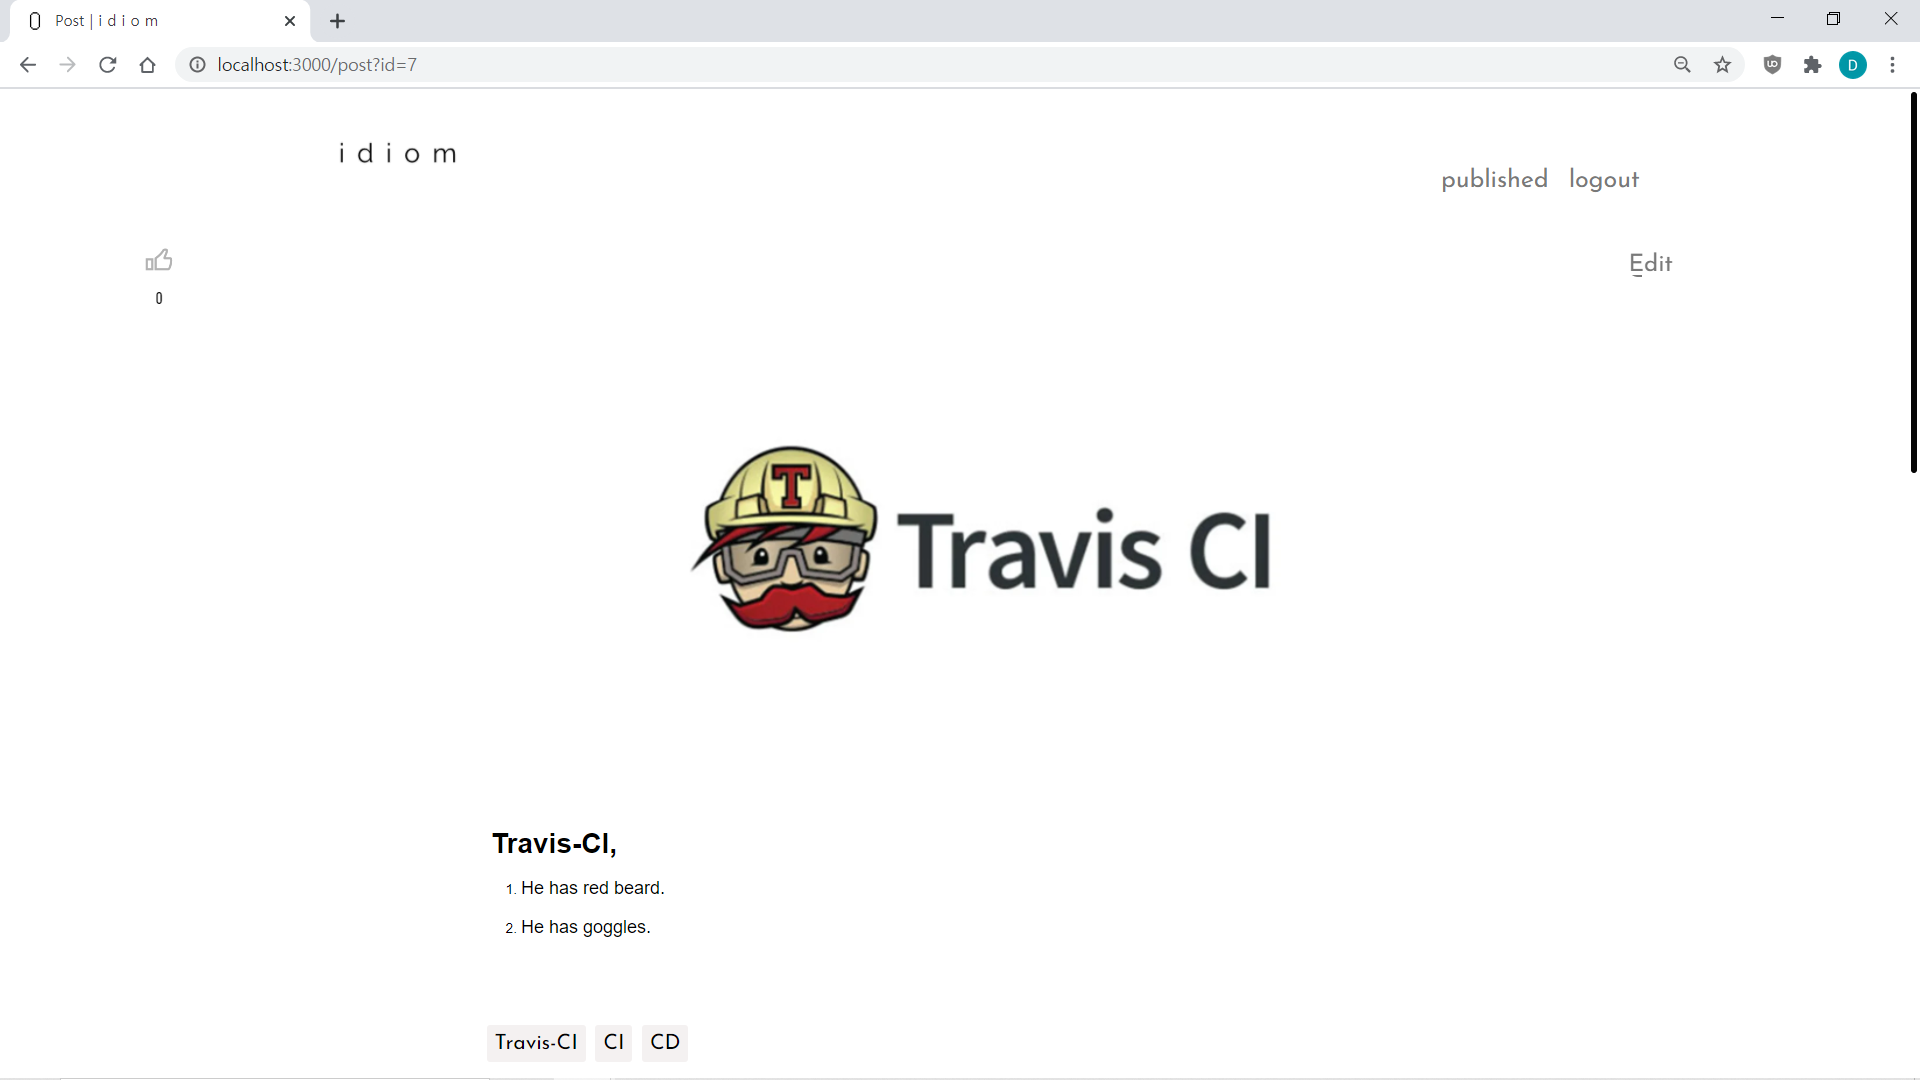 Post | i d i o m
localhost:3000/post?id=7
D
i d i o m
published logout
Edit
0
T
Travis CI
Travis-CI,
1. He has red beard.
2. He has goggles.
Travis-CI CI CD